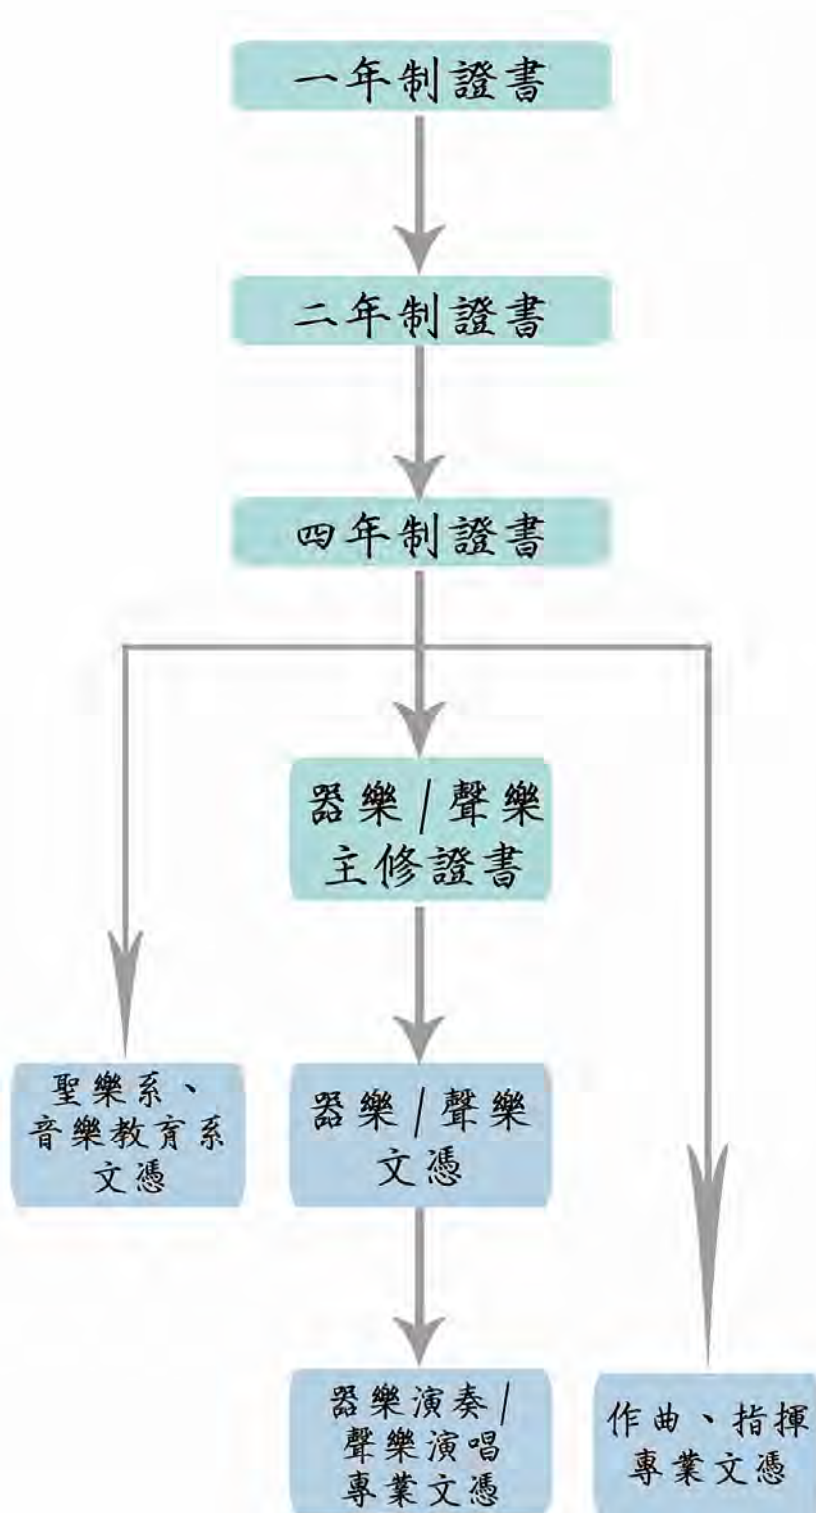 一年制證書
二年制證書
四年制證書
器樂/聲樂
主修證書
聖樂系、
音樂教育系
文憑
器樂/聲樂
文憑
器樂演奏/
聲樂演唱
專業文憑
作曲、指揮
專業文憑